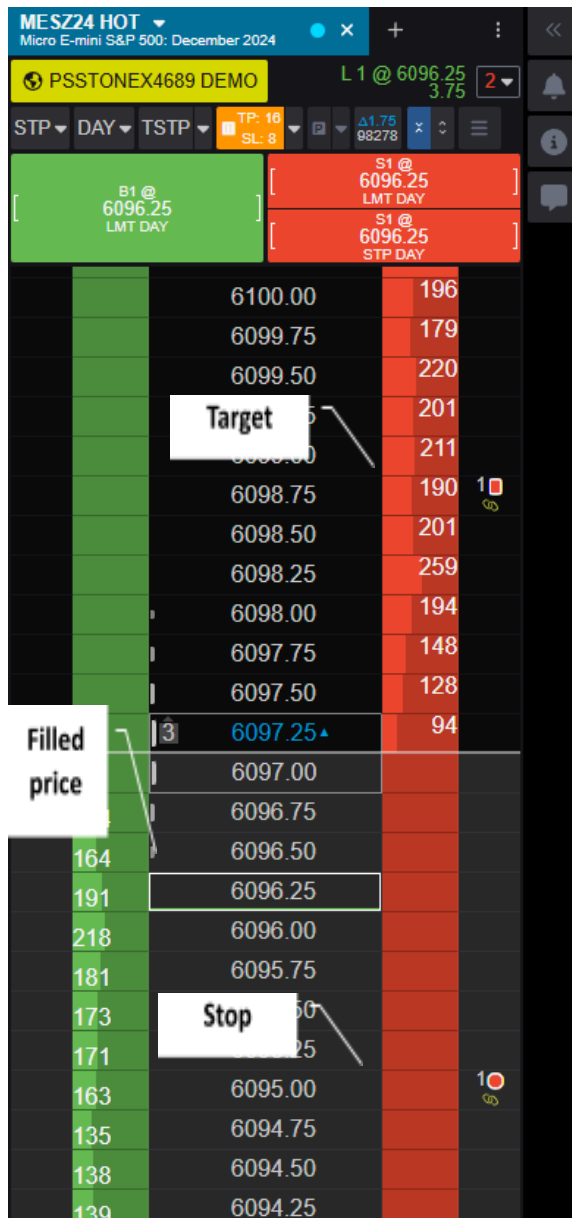 MESZ24 HOT
Micro E-mini S&P 500: December 2024
PSSTONEX4689 DEMO
L 1 @ 6096.25
3.75
2
STP DAY TSTP TP: 16 P Δ1.75
SL: 8 98278
B1 @
6096.25
LMT DAY
S1 @
6096.25
LMT DAY
S1 @
6096.25
STP DAY
6100.00 196
6099.75 179
6099.50 220
201
Target
211
6098.75 190 1
6098.50 201
6098.25 259
6098.00 194
6097.75 148
6097.50 128
3 6097.25 94
Filled
price
6097.00
6096.75
164 6096.50
191 6096.25
218 6096.00
181 6095.75
173
Stop
171
163 6095.00 1
135 6094.75
138 6094.50
139 6094.25